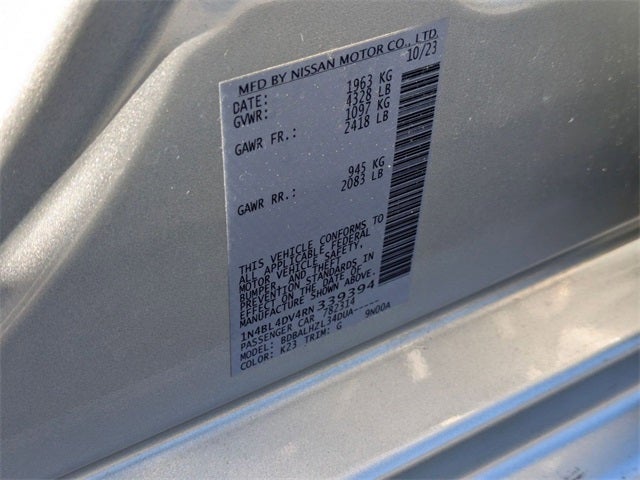 MFD BY NISSAN MOTOR CO., LTD.
DATE: 10/23
GVWR: 1963 KG
4328 LB
GAWR FR.: 1097 KG
2418 LB
GAWR RR.: 945 KG
2083 LB
THIS VEHICLE CONFORMS TO
ALL APPLICABLE FEDERAL
MOTOR VEHICLE SAFETY,
BUMPER, AND THEFT
PREVENTION STANDARDS IN
EFFECT ON THE DATE OF
MANUFACTURE SHOWN ABOVE.
1N4BL4DV4RN339394
PASSENGER CAR 782314
MODEL: BDBALHZL34DUA-----
COLOR: K23 TRIM: G 9N00A